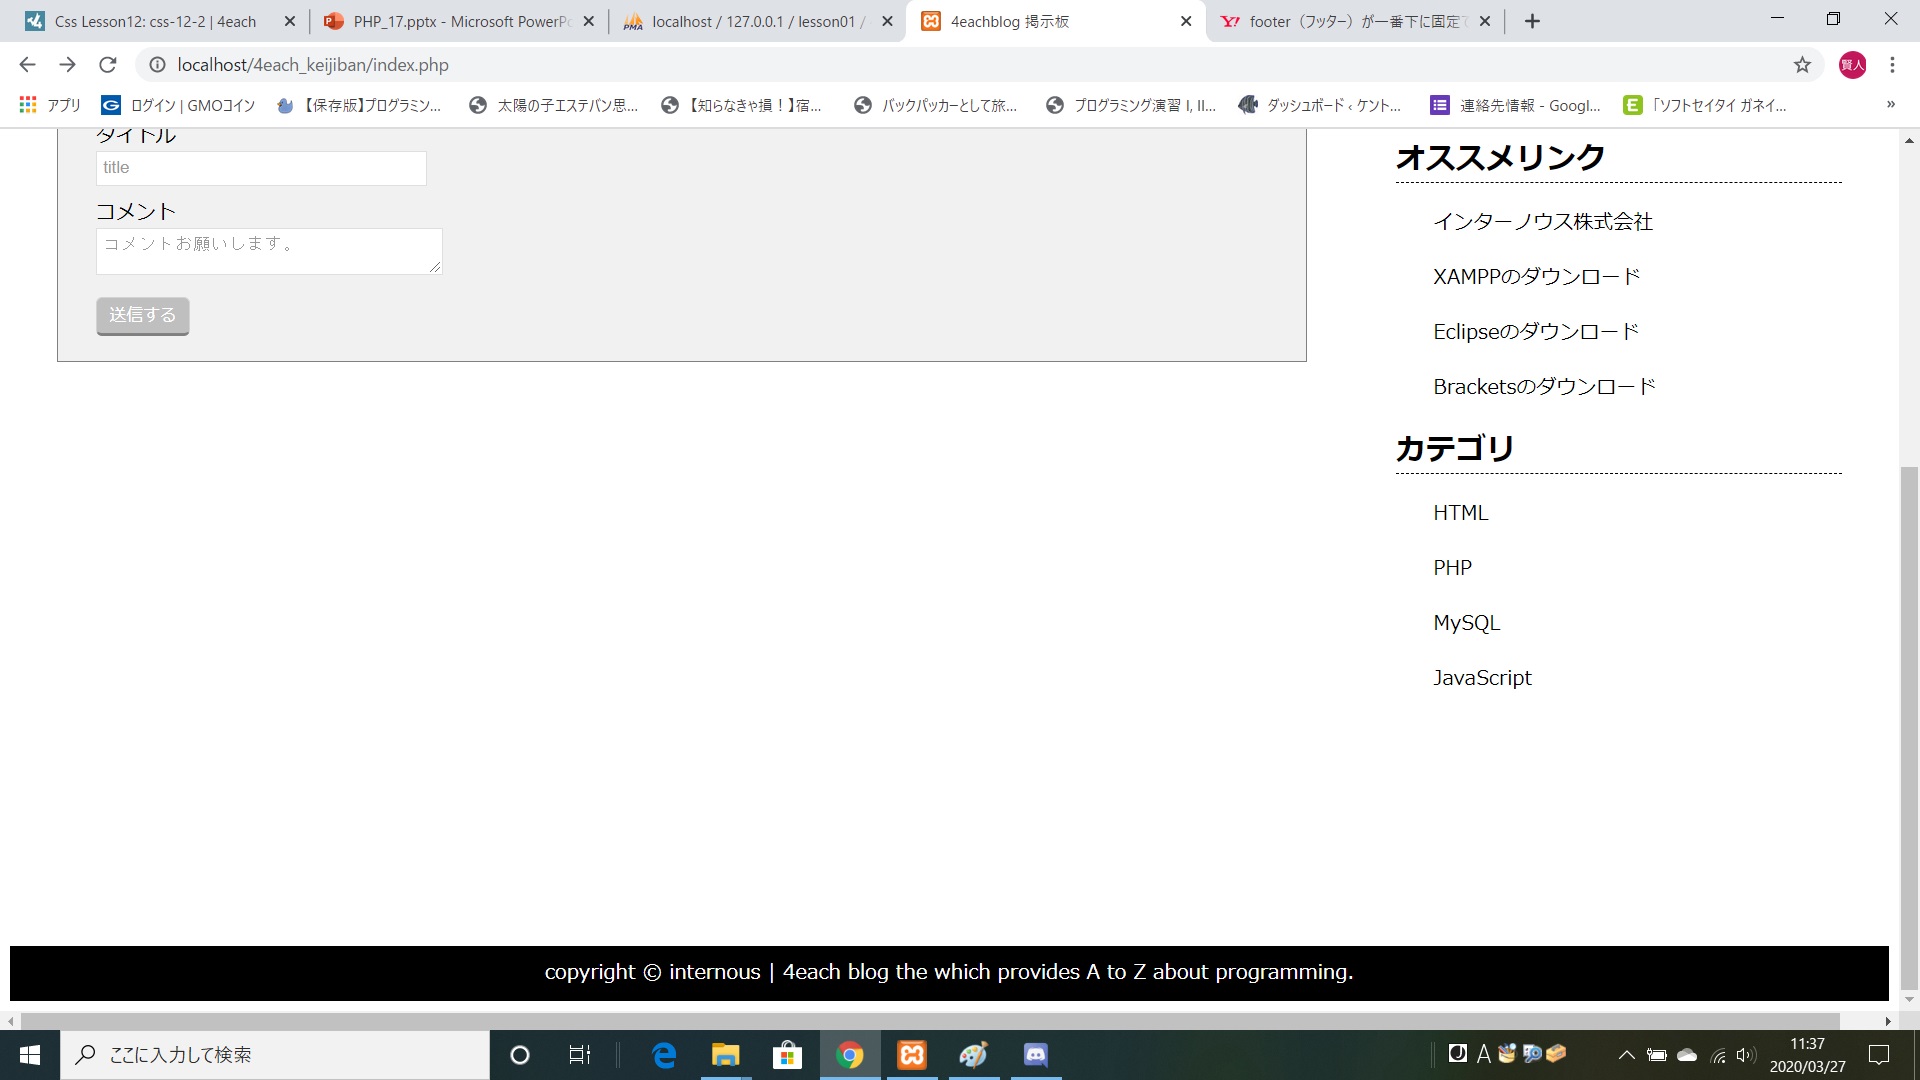 Css Lesson12: css-12-2 | 4each
PHP_17.pptx - Microsoft PowerPo
localhost / 127.0.0.1 / lesson01 /
4eachblog 掲示板
footer（フッター）が一番下に固定で
localhost/4each_keijiban/index.php
賢人
アプリ
ログイン | GMOコイン
【保存版】プログラミン...
太陽の子エステバン思...
【知らなきゃ損！】宿...
バックパッカーとして旅...
プログラミング演習 I, II...
ダッシュボード ‹ ケント...
連絡先情報 - Googl...
「ソフトセイタイ ガネイ...
»
タイトル
title
コメント
コメントお願いします。
送信する
オススメリンク
インターノウス株式会社
XAMPPのダウンロード
Eclipseのダウンロード
Bracketsのダウンロード
カテゴリ
HTML
PHP
MySQL
JavaScript
copyright © internous | 4each blog the which provides A to Z about programming.
ここに入力して検索
A
11:37
2020/03/27